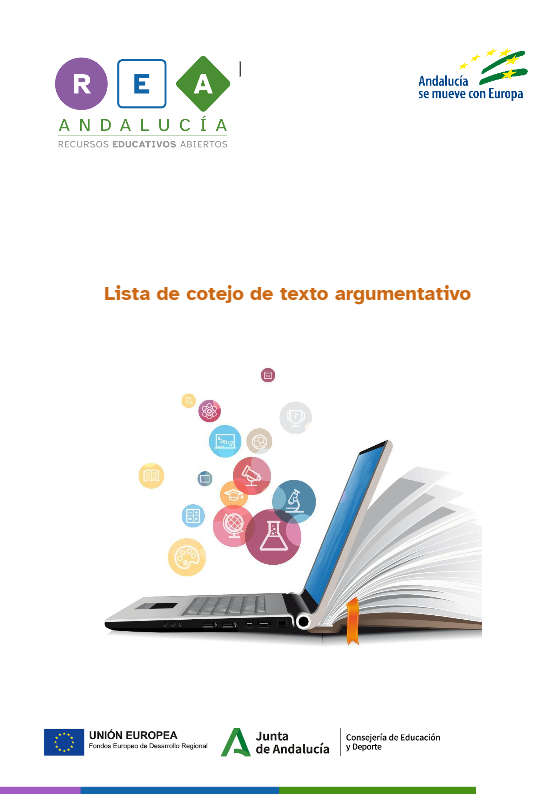 R E A
ANDALUCÍA
RECURSOS EDUCATIVOS ABIERTOS
Andalucía
se mueve con Europa
Lista de cotejo de texto argumentativo
UNIÓN EUROPEA
Fondos Europeo de Desarrollo Regional
Junta
de Andalucía
Consejería de Educación
y Deporte